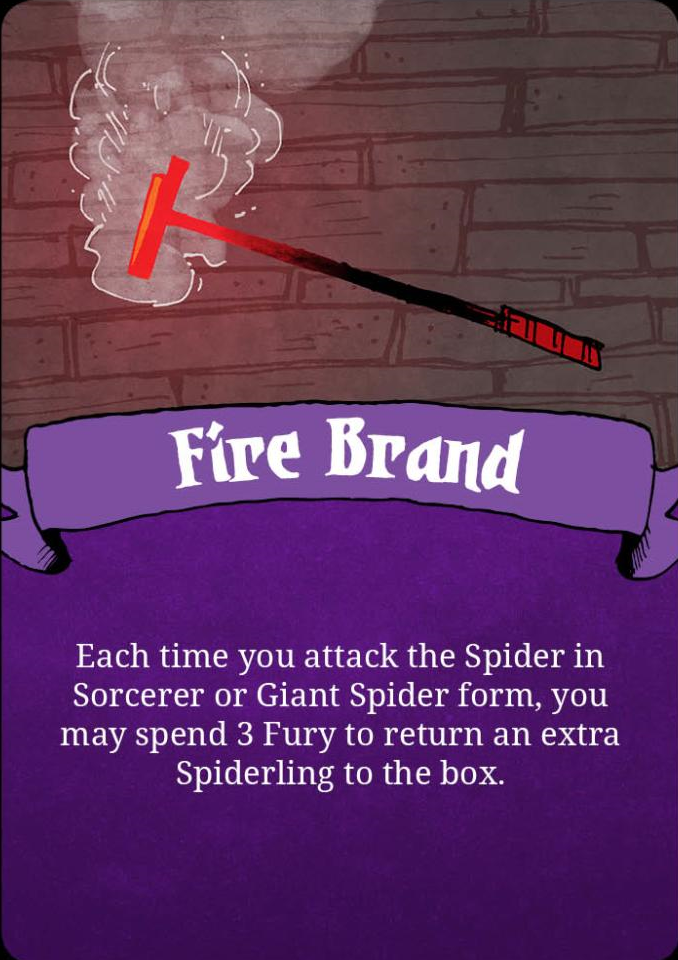 Fire Brand
Each time you attack the Spider in
Sorcerer or Giant Spider form, you
may spend 3 Fury to return an extra
Spiderling to the box.